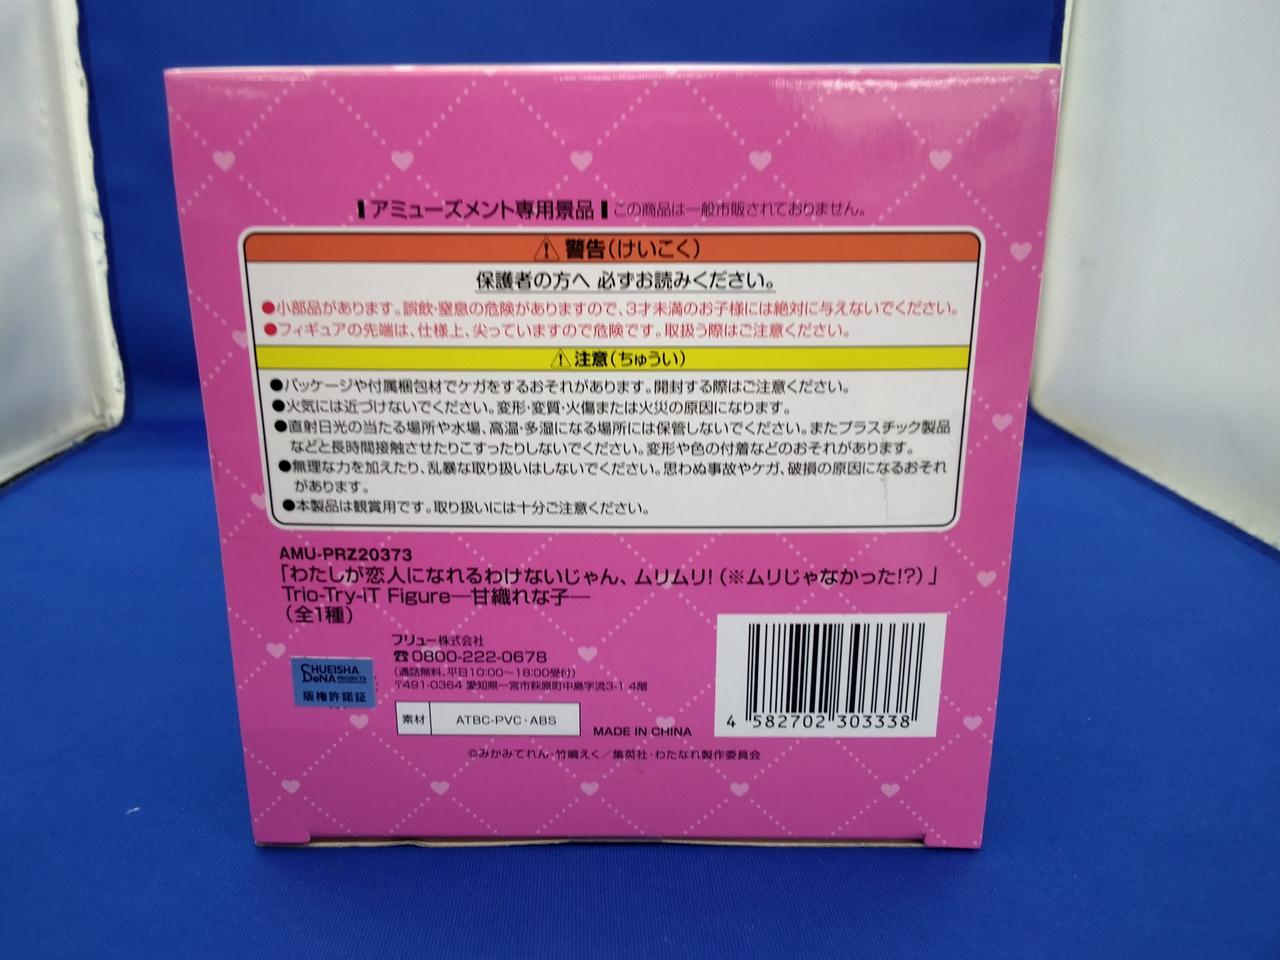 アミューズメント専用景品 この商品は一般市販されておりません。
警告(けいこく)
保護者の方へ 必ずお読みください。
●小部品があります。誤飲・窒息の危険がありますので、3才未満のお子様には絶対に与えないでください。
●フィギュアの先端は、仕様上、尖っていますので危険です。取扱う際はご注意ください。
注意(ちゅうい)
●パッケージや付属梱包材でケガをするおそれがあります。開封する際はご注意ください。
●火気には近づけないでください。変形・変質・火傷または火災の原因になります。
●直射日光の当たる場所や水場、高温・多湿になる場所には保管しないでください。またプラスチック製品
などと長時間接触させたりこすったりしないでください。変形や色の付着などのおそれがあります。
●無理な力を加えたり、乱暴な取り扱いはしないでください。思わぬ事故やケガ、破損の原因になるおそれ
があります。
●本製品は観賞用です。取り扱いには十分ご注意ください。
AMU-PRZ20373
「わたしが恋人になれるわけないじゃん、ムリムリ!(※ムリじゃなかった!?)」
Trio-Try-iT Figure―甘織れな子―
(全1種)
フリュー株式会社
☎0800-222-0678
(通話無料、平日10:00〜18:00受付)
〒491-0364 愛知県一宮市萩原町中島字流3-1 4階
SHUEISHA
DeNA PROJECTS
版権許諾証
素材 ATBC-PVC・ABS
MADE IN CHINA
4 582702 303338
©みかみてれん・竹嶋えく/集英社・わたなれ製作委員会